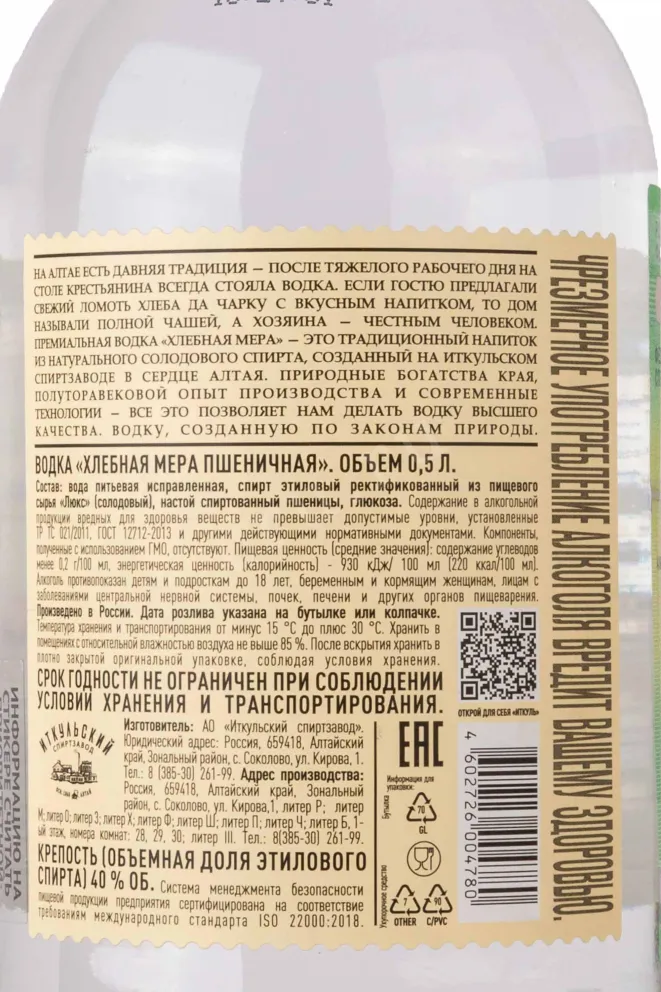 НА АЛТАЕ ЕСТЬ ДАВНЯЯ ТРАДИЦИЯ – ПОСЛЕ ТЯЖЕЛОГО РАБОЧЕГО ДНЯ НА
СТОЛЕ КРЕСТЬЯНИНА ВСЕГДА СТОЯЛА ВОДКА. ЕСЛИ ГОСТЮ ПРЕДЛАГАЛИ
СВЕЖИЙ ЛОМОТЬ ХЛЕБА ДА ЧАРКУ С ВКУСНЫМ НАПИТКОМ, ТО ДОМ
НАЗЫВАЛИ ПОЛНОЙ ЧАШЕЙ, А ХОЗЯИНА – ЧЕСТНЫМ ЧЕЛОВЕКОМ.
ПРЕМИАЛЬНАЯ ВОДКА «ХЛЕБНАЯ МЕРА» – ЭТО ТРАДИЦИОННЫЙ НАПИТОК
ИЗ НАТУРАЛЬНОГО СОЛОДОВОГО СПИРТА, СОЗДАННЫЙ НА ИТКУЛЬСКОМ
СПИРТЗАВОДЕ В СЕРДЦЕ АЛТАЯ. ПРИРОДНЫЕ БОГАТСТВА КРАЯ,
ПОЛУТОРАВЕКОВОЙ ОПЫТ ПРОИЗВОДСТВА И СОВРЕМЕННЫЕ
ТЕХНОЛОГИИ – ВСЕ ЭТО ПОЗВОЛЯЕТ НАМ ДЕЛАТЬ ВОДКУ ВЫСШЕГО
КАЧЕСТВА. ВОДКУ, СОЗДАННУЮ ПО ЗАКОНАМ ПРИРОДЫ.
ВОДКА «ХЛЕБНАЯ МЕРА ПШЕНИЧНАЯ». ОБЪЕМ 0,5 Л.
Состав: вода питьевая исправленная, спирт этиловый ректификованный из пищевого
сырья «Люкс» (солодовый), настой спиртованный пшеницы, глюкоза. Содержание в алкогольной
продукции вредных для здоровья веществ не превышает допустимые уровни, установленные
ТР ТС 021/2011, ГОСТ 12712-2013 и другими действующими нормативными документами. Компоненты,
полученные с использованием ГМО, отсутствуют. Пищевая ценность (средние значения): содержание углеводов
менее 0,2 г/100 мл, энергетическая ценность (калорийность) - 930 кДж/ 100 мл (220 ккал/100 мл).
Алкоголь противопоказан детям и подросткам до 18 лет, беременным и кормящим женщинам, лицам с
заболеваниями центральной нервной системы, почек, печени и других органов пищеварения.
Произведено в России. Дата розлива указана на бутылке или колпачке.
Температура хранения и транспортирования от минус 15 °С до плюс 30 °С. Хранить в
помещениях с относительной влажностью воздуха не выше 85 %. После вскрытия хранить в
плотно закрытой оригинальной упаковке, соблюдая условия хранения.
СРОК ГОДНОСТИ НЕ ОГРАНИЧЕН ПРИ СОБЛЮДЕНИИ
УСЛОВИЙ ХРАНЕНИЯ И ТРАНСПОРТИРОВАНИЯ.
ИТКУЛЬСКИЙ
СПИРТЗАВОД
Изготовитель: АО «Иткульский спиртзавод».
Юридический адрес: Россия, 659418, Алтайский
край, Зональный район, с. Соколово, ул. Кирова, 1.
Тел.: 8 (385-30) 261-99. Адрес производства:
Россия, 659418, Алтайский край, Зональный
район, с. Соколово, ул. Кирова,1, литер Р; литер
М; литер О; литер З; литер Х; литер Ф; литер Ш; литер П; литер Ч; литер Б, 1-
ый этаж, номера комнат: 28, 29, 30; литер III. Тел.: 8(385-30) 261-99.
КРЕПОСТЬ (ОБЪЕМНАЯ ДОЛЯ ЭТИЛОВОГО
СПИРТА) 40 % ОБ. Система менеджмента безопасности
пищевой продукции предприятия сертифицирована на соответствие
требованиям международного стандарта ISO 22000:2018.
ОТКРОЙ ДЛЯ СЕБЯ «ИТКУЛЬ»
EAC
Информация для
упаковки:
Бутылка
70
GL
Укупорочное средство
7
OTHER
90
C/PVC
4602726004780
ЧРЕЗМЕРНОЕ УПОТРЕБЛЕНИЕ АЛКОГОЛЯ ВРЕДИТ ВАШЕМУ ЗДОРОВЬЮ.
ИНФОРМАЦИЮ НА
СТИКЕРЕ СЧИТАТЬ